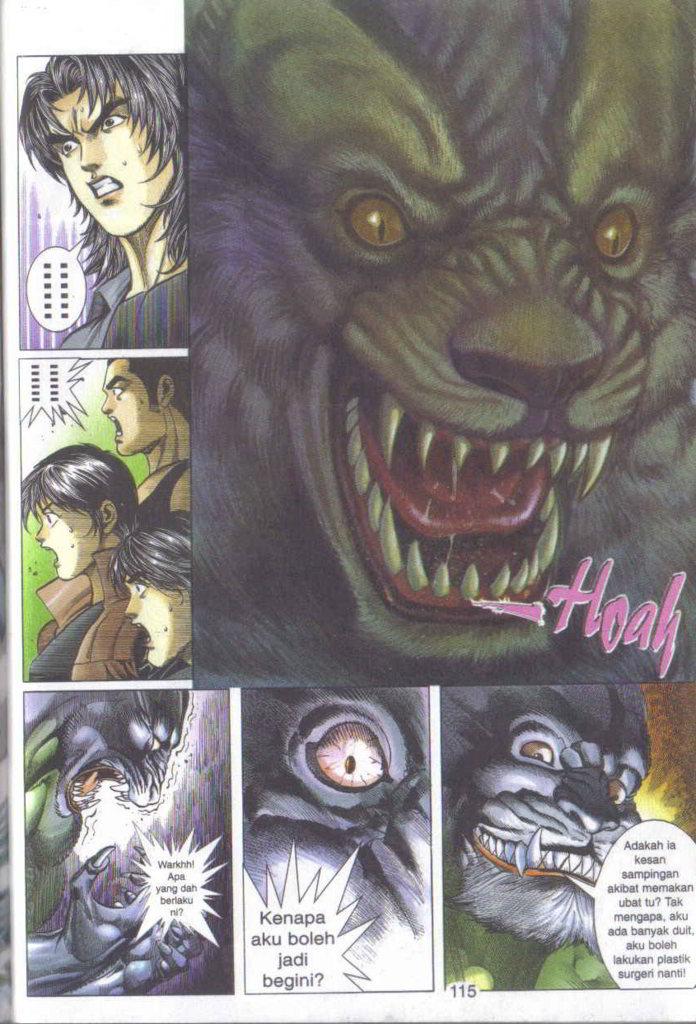 Hoah
Warkhh!
Apa
yang dah
berlaku
ni?
Kenapa
aku boleh
jadi
begini?
Adakah ia
kesan
sampingan
akibat memakan
ubat tu? Tak
mengapa, aku
ada banyak duit,
aku boleh
lakukan plastik
surgeri nanti!
115